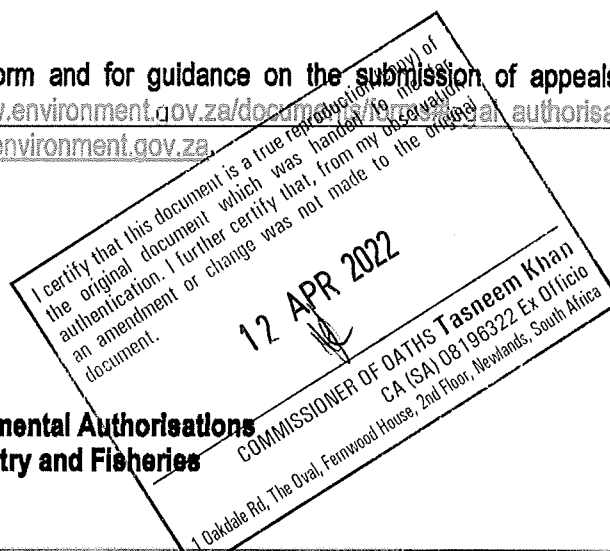 orm and for guidance on the submission of appeals
v.environment.gov.za/documents/forms#legal_authorisa
environment.gov.za.
I certify that this document is a true reproduction (copy) of
the original document which was handed to me for
authentication. I further certify that, from my observation
an amendment or change was not made to the original
document.
12 APR 2022
COMMISSIONER OF OATHS Tasneem Khan
CA (SA) 08196322 Ex Officio
1 Oakdale Rd, The Oval, Fernwood House, 2nd Floor, Newlands, South Africa
mental Authorisations
try and Fisheries